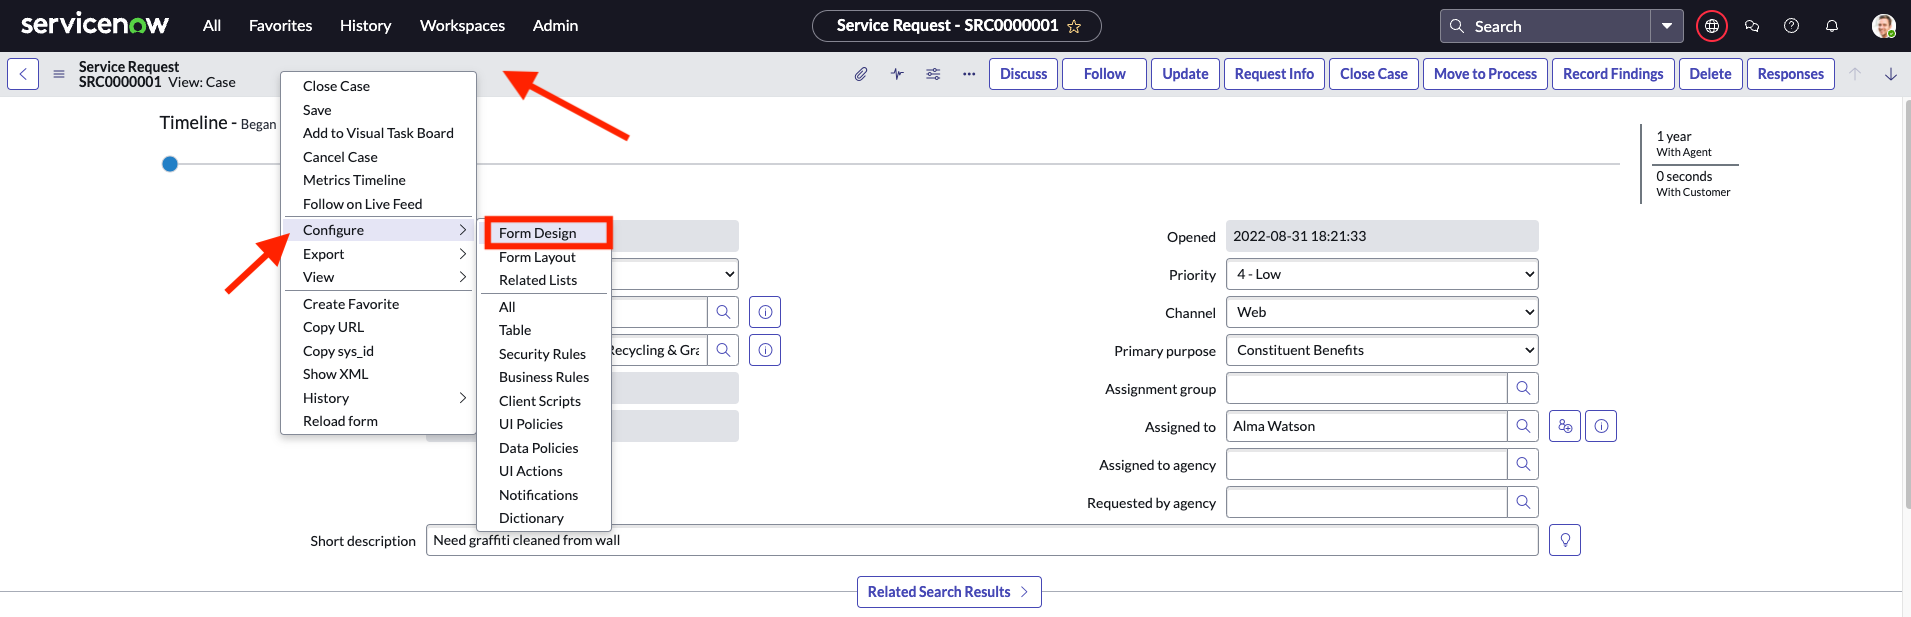 servicenow All Favorites History Workspaces Admin Service Request - SRC0000001 Search
Service Request
SRC0000001 View: Case
Discuss Follow Update Request Info Close Case Move to Process Record Findings Delete Responses
Timeline - Began
1 year
With Agent
0 seconds
With Customer
Close Case
Save
Add to Visual Task Board
Cancel Case
Metrics Timeline
Follow on Live Feed
Configure
Export
View
Create Favorite
Copy URL
Copy sys_id
Show XML
History
Reload form
Form Design
Form Layout
Related Lists
All
Table
Security Rules
Business Rules
Client Scripts
UI Policies
Data Policies
UI Actions
Notifications
Dictionary
Recycling & Gra
Opened 2022-08-31 18:21:33
Priority 4 - Low
Channel Web
Primary purpose Constituent Benefits
Assignment group
Assigned to Alma Watson
Assigned to agency
Requested by agency
Short description Need graffiti cleaned from wall
Related Search Results